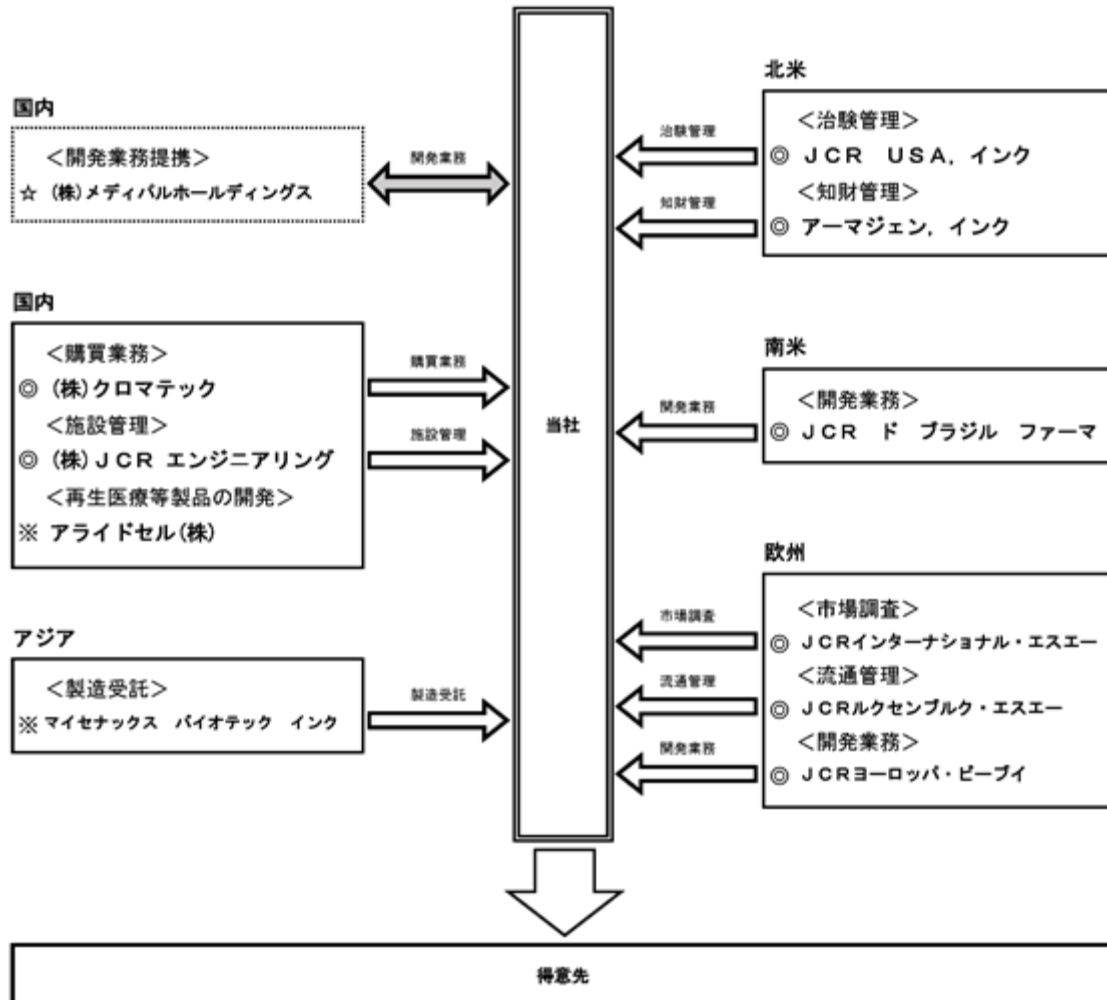 国内
<開発業務提携>
☆ (株)メディパルホールディングス
開発業務
国内
<購買業務>
◎ (株)クロマテック
<施設管理>
◎ (株)JCR エンジニアリング
<再生医療等製品の開発>
※ アライドセル(株)
購買業務
施設管理
アジア
<製造受託>
※ マイセナックス バイオテック インク
製造受託
当社
北米
<治験管理>
◎ JCR USA, インク
<知財管理>
◎ アーマジェン, インク
治験管理
知財管理
南米
<開発業務>
◎ JCR ド ブラジル ファーマ
開発業務
欧州
<市場調査>
◎ JCRインターナショナル・エスエー
<流通管理>
◎ JCRルクセンブルク・エスエー
<開発業務>
◎ JCRヨーロッパ・ビーブイ
市場調査
流通管理
開発業務
得意先